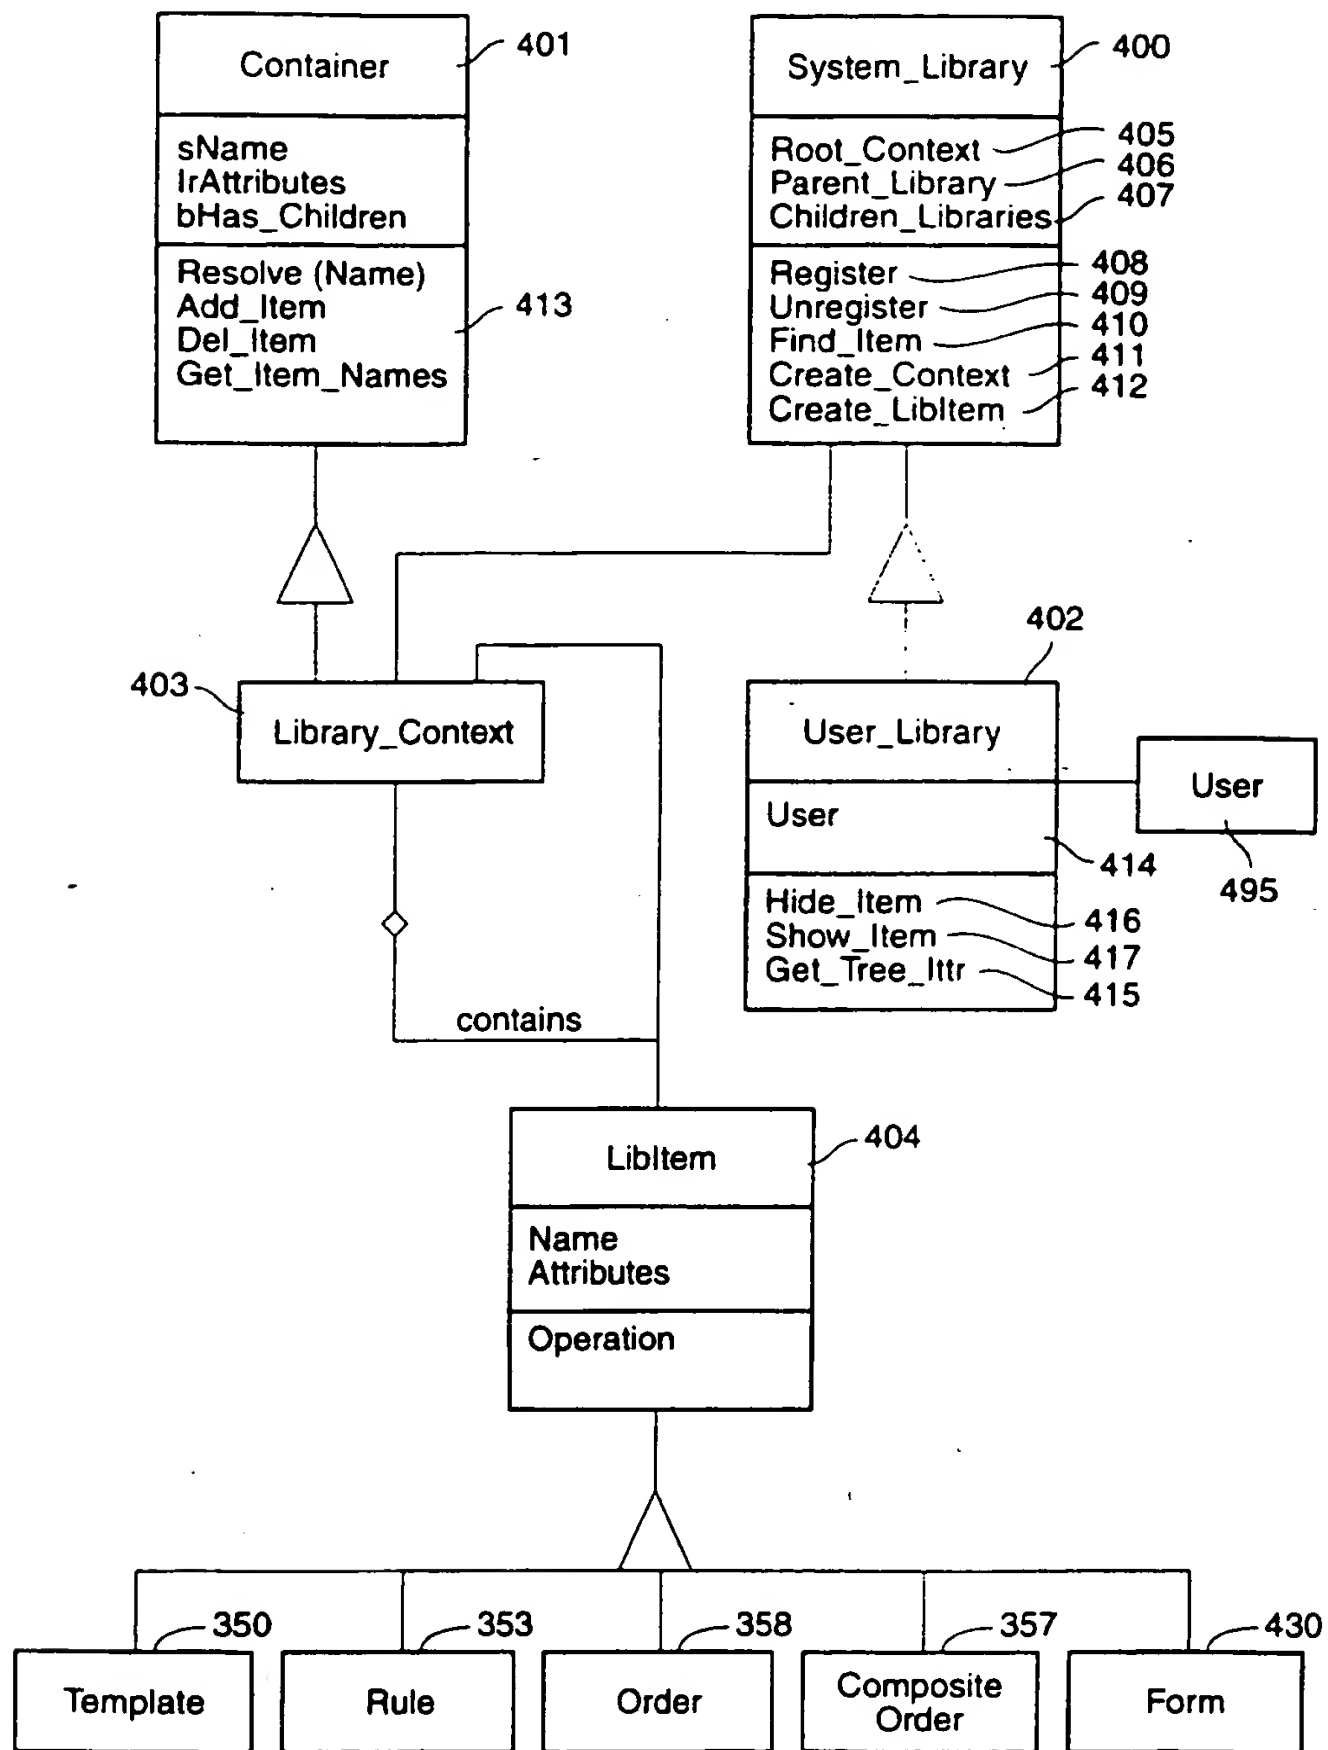 Container
401
sName
IrAttributes
bHas_Children
Resolve (Name)
Add_Item
Del_Item
Get_Item_Names
413
System_Library
400
Root_Context
405
Parent_Library
406
Children_Libraries
407
Register
408
Unregister
409
Find_Item
410
Create_Context
411
Create_LibItem
412
403
Library_Context
402
User_Library
User
414
Hide_Item
416
Show_Item
417
Get_Tree_Ittr
415
User
495
contains
LibItem
404
Name
Attributes
Operation
350
Template
353
Rule
358
Order
357
Composite
Order
430
Form